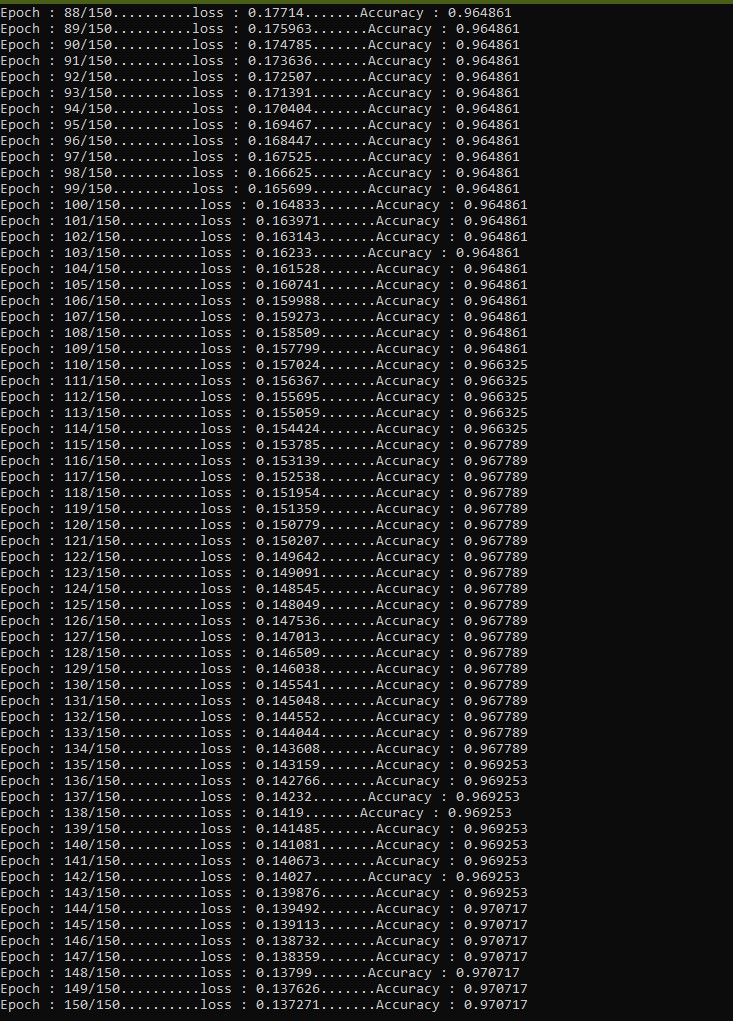 Epoch : 88/150..........loss : 0.17714.......Accuracy : 0.964861
Epoch : 89/150..........loss : 0.175963.......Accuracy : 0.964861
Epoch : 90/150..........loss : 0.174785.......Accuracy : 0.964861
Epoch : 91/150..........loss : 0.173636.......Accuracy : 0.964861
Epoch : 92/150..........loss : 0.172507.......Accuracy : 0.964861
Epoch : 93/150..........loss : 0.171391.......Accuracy : 0.964861
Epoch : 94/150..........loss : 0.170404.......Accuracy : 0.964861
Epoch : 95/150..........loss : 0.169467.......Accuracy : 0.964861
Epoch : 96/150..........loss : 0.168447.......Accuracy : 0.964861
Epoch : 97/150..........loss : 0.167525.......Accuracy : 0.964861
Epoch : 98/150..........loss : 0.166625.......Accuracy : 0.964861
Epoch : 99/150..........loss : 0.165699.......Accuracy : 0.964861
Epoch : 100/150..........loss : 0.164833.......Accuracy : 0.964861
Epoch : 101/150..........loss : 0.163971.......Accuracy : 0.964861
Epoch : 102/150..........loss : 0.163143.......Accuracy : 0.964861
Epoch : 103/150..........loss : 0.16233.......Accuracy : 0.964861
Epoch : 104/150..........loss : 0.161528.......Accuracy : 0.964861
Epoch : 105/150..........loss : 0.160741.......Accuracy : 0.964861
Epoch : 106/150..........loss : 0.159988.......Accuracy : 0.964861
Epoch : 107/150..........loss : 0.159273.......Accuracy : 0.964861
Epoch : 108/150..........loss : 0.158509.......Accuracy : 0.964861
Epoch : 109/150..........loss : 0.157799.......Accuracy : 0.964861
Epoch : 110/150..........loss : 0.157024.......Accuracy : 0.966325
Epoch : 111/150..........loss : 0.156367.......Accuracy : 0.966325
Epoch : 112/150..........loss : 0.155695.......Accuracy : 0.966325
Epoch : 113/150..........loss : 0.155059.......Accuracy : 0.966325
Epoch : 114/150..........loss : 0.154424.......Accuracy : 0.966325
Epoch : 115/150..........loss : 0.153785.......Accuracy : 0.967789
Epoch : 116/150..........loss : 0.153139.......Accuracy : 0.967789
Epoch : 117/150..........loss : 0.152538.......Accuracy : 0.967789
Epoch : 118/150..........loss : 0.151954.......Accuracy : 0.967789
Epoch : 119/150..........loss : 0.151359.......Accuracy : 0.967789
Epoch : 120/150..........loss : 0.150779.......Accuracy : 0.967789
Epoch : 121/150..........loss : 0.150207.......Accuracy : 0.967789
Epoch : 122/150..........loss : 0.149642.......Accuracy : 0.967789
Epoch : 123/150..........loss : 0.149091.......Accuracy : 0.967789
Epoch : 124/150..........loss : 0.148545.......Accuracy : 0.967789
Epoch : 125/150..........loss : 0.148049.......Accuracy : 0.967789
Epoch : 126/150..........loss : 0.147536.......Accuracy : 0.967789
Epoch : 127/150..........loss : 0.147013.......Accuracy : 0.967789
Epoch : 128/150..........loss : 0.146509.......Accuracy : 0.967789
Epoch : 129/150..........loss : 0.146038.......Accuracy : 0.967789
Epoch : 130/150..........loss : 0.145541.......Accuracy : 0.967789
Epoch : 131/150..........loss : 0.145048.......Accuracy : 0.967789
Epoch : 132/150..........loss : 0.144552.......Accuracy : 0.967789
Epoch : 133/150..........loss : 0.144044.......Accuracy : 0.967789
Epoch : 134/150..........loss : 0.143608.......Accuracy : 0.967789
Epoch : 135/150..........loss : 0.143159.......Accuracy : 0.969253
Epoch : 136/150..........loss : 0.142766.......Accuracy : 0.969253
Epoch : 137/150..........loss : 0.14232.......Accuracy : 0.969253
Epoch : 138/150..........loss : 0.1419.......Accuracy : 0.969253
Epoch : 139/150..........loss : 0.141485.......Accuracy : 0.969253
Epoch : 140/150..........loss : 0.141081.......Accuracy : 0.969253
Epoch : 141/150..........loss : 0.140673.......Accuracy : 0.969253
Epoch : 142/150..........loss : 0.14027.......Accuracy : 0.969253
Epoch : 143/150..........loss : 0.139876.......Accuracy : 0.969253
Epoch : 144/150..........loss : 0.139492.......Accuracy : 0.970717
Epoch : 145/150..........loss : 0.139113.......Accuracy : 0.970717
Epoch : 146/150..........loss : 0.138732.......Accuracy : 0.970717
Epoch : 147/150..........loss : 0.138359.......Accuracy : 0.970717
Epoch : 148/150..........loss : 0.13799.......Accuracy : 0.970717
Epoch : 149/150..........loss : 0.137626.......Accuracy : 0.970717
Epoch : 150/150..........loss : 0.137271.......Accuracy : 0.970717